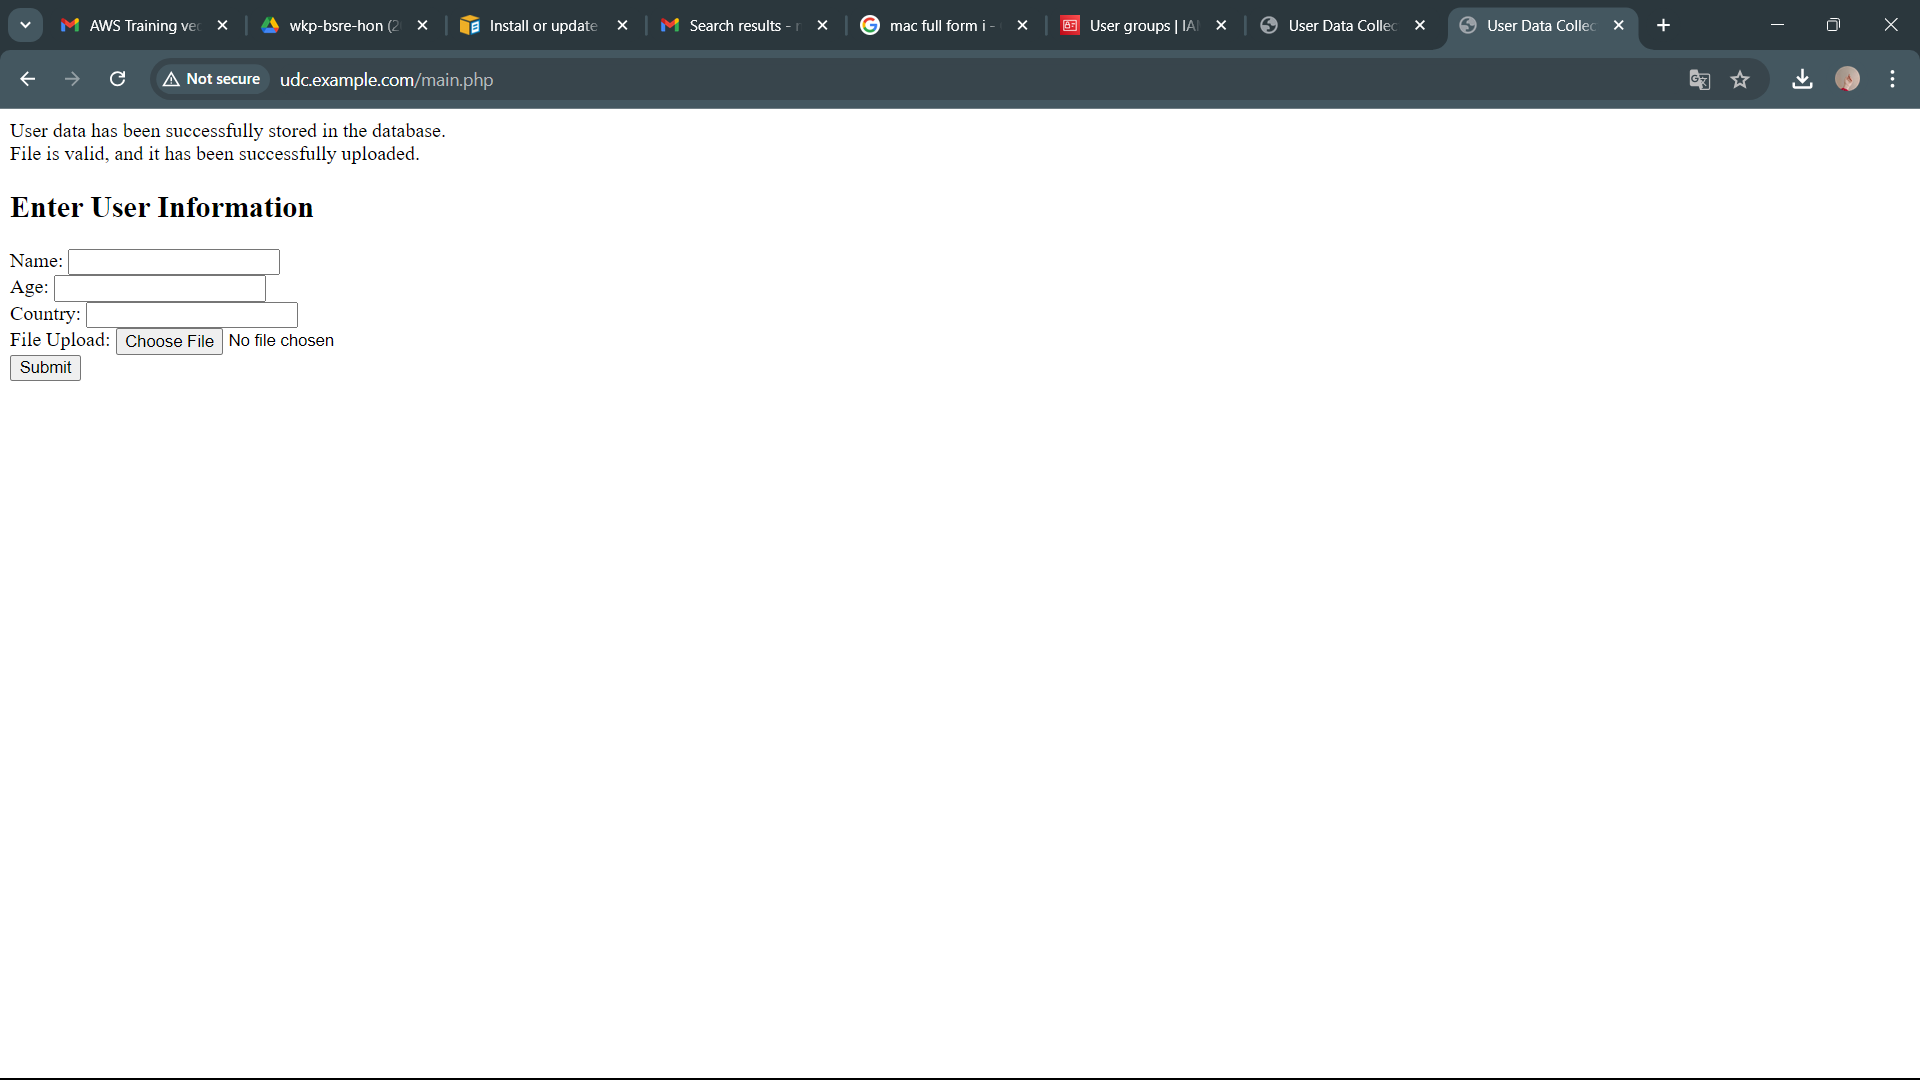 AWS Training ve
wkp-bsre-hon (2
Install or update
Search results -
mac full form i -
User groups | IA
User Data Collec
User Data Collec
Not secure
udc.example.com/main.php
User data has been successfully stored in the database.
File is valid, and it has been successfully uploaded.
Enter User Information
Name:
Age:
Country:
File Upload: Choose File No file chosen
Submit